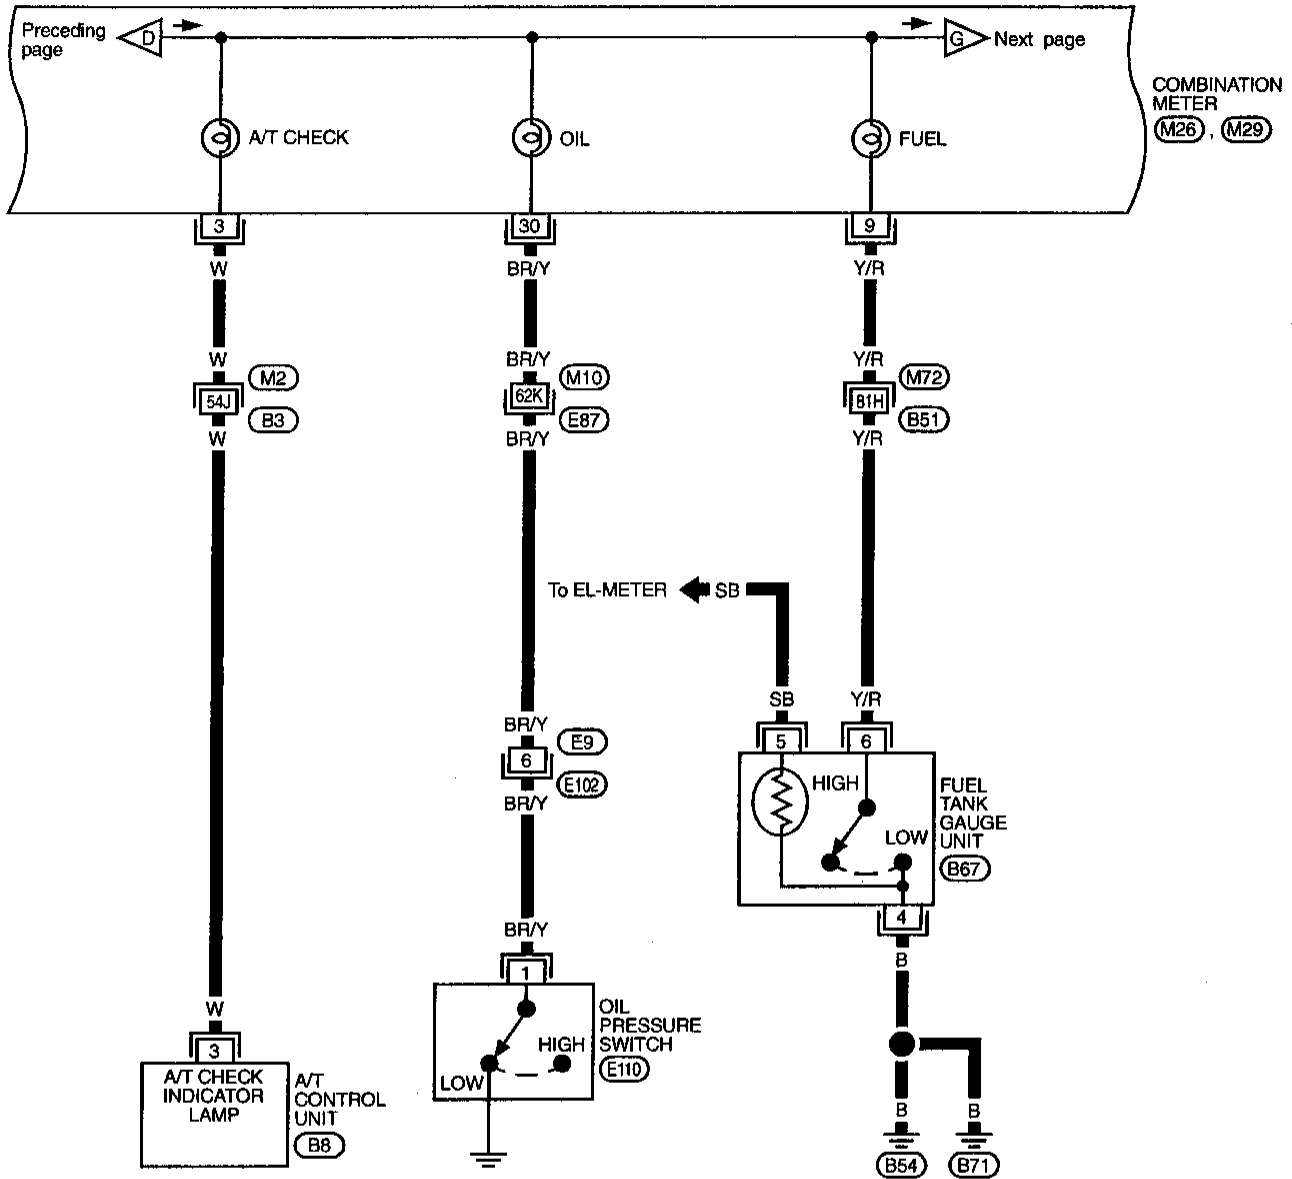 Preceding
page
D
G
Next page
COMBINATION
METER
M26 , M29
A/T CHECK
OIL
FUEL
3
30
9
W
BR/Y
Y/R
W
BR/Y
Y/R
M2
M10
M72
54J
62K
81H
B3
E87
B51
W
BR/Y
Y/R
To EL-METER
SB
SB
Y/R
BR/Y
E9
5
6
6
E102
BR/Y
HIGH
LOW
FUEL
TANK
GAUGE
UNIT
B67
4
BR/Y
B
1
W
OIL
PRESSURE
SWITCH
E110
HIGH
LOW
3
A/T CHECK
INDICATOR
LAMP
A/T
CONTROL
UNIT
B8
B
B
B54
B71